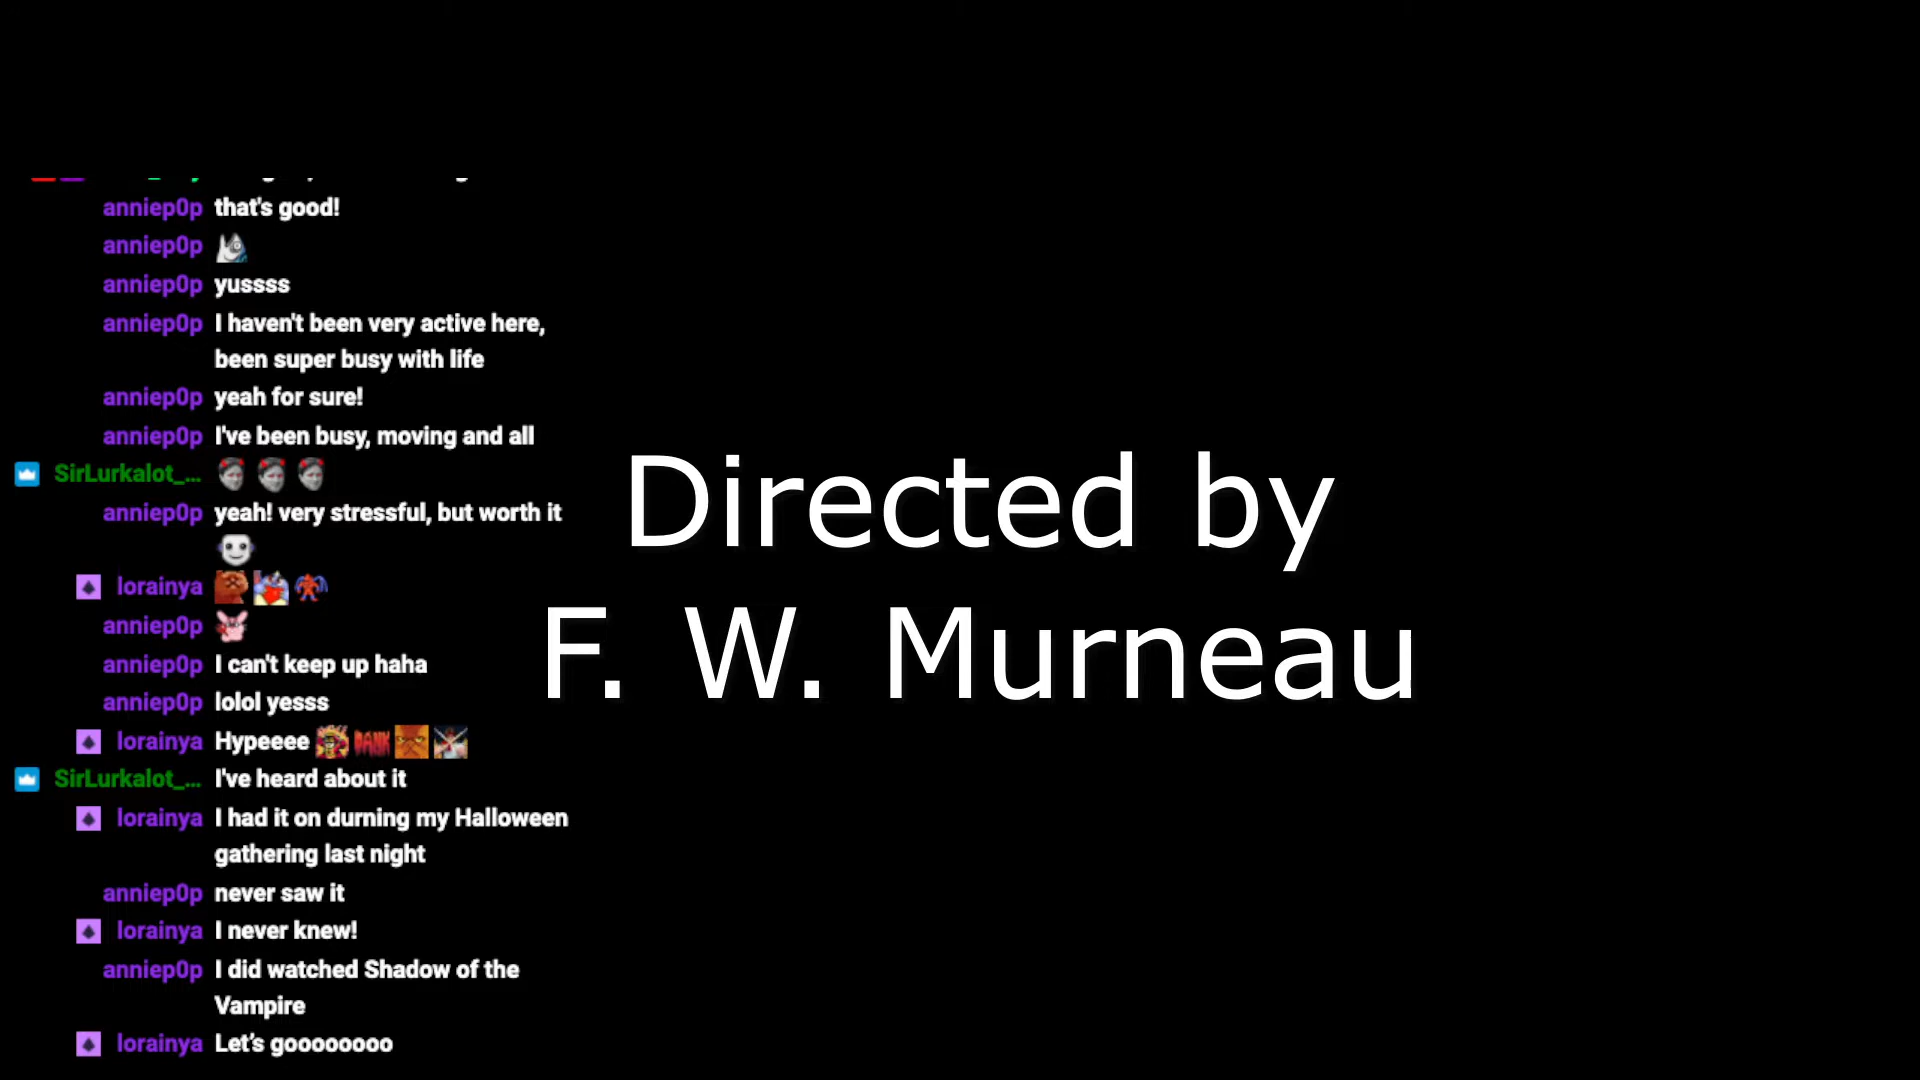 anniep0p that's good!
anniep0p
anniep0p yussss
anniep0p I haven't been very active here,
been super busy with life
anniep0p yeah for sure!
anniep0p I've been busy, moving and all
SirLurkalot_...
anniep0p yeah! very stressful, but worth it
lorainya
anniep0p
anniep0p I can't keep up haha
anniep0p lolol yesss
lorainya Hypeeee DANK
SirLurkalot_... I've heard about it
lorainya I had it on durning my Halloween
gathering last night
anniep0p never saw it
lorainya I never knew!
anniep0p I did watched Shadow of the
Vampire
lorainya Let's goooooooo
Directed by
F. W. Murneau